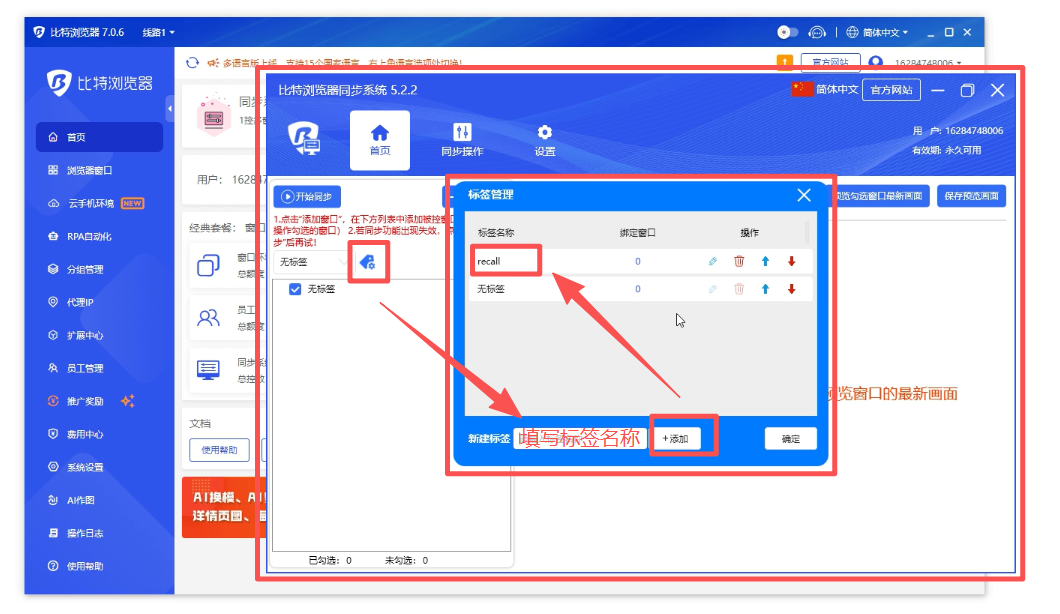 比特浏览器 7.0.6 线路1
简体中文
比特浏览器
首页
浏览器窗口
云手机环境 NEW
RPA自动化
分组管理
代理IP
扩展中心
员工管理
推广奖励
费用中心
系统设置
AI作图
操作日志
使用帮助
多语言版上线，支持15个国家语言，右上角语言选项处切换!
官方网站
16284748006
同步
1控
用户：
经典套餐：
总额度
员工
总额度
同步系
总控
文档
使用帮助
AI换模、AI
详情页图、
比特浏览器同步系统 5.2.2
简体中文
官方网站
首页
同步操作
设置
用 户: 16284748006
有效期: 永久可用
开始同步
1.点击“添加窗口”，在下方列表中添加被控窗
操作勾选的窗口） 2.若同步功能出现失效，
步”后再试!
无标签
无标签
已勾选： 0
未勾选： 0
览勾选窗口最新画面
保存预览画面
览窗口的最新画面
标签管理
标签名称
绑定窗口
操作
recall
0
无标签
0
新建标签
填写标签名称
+添加
确定